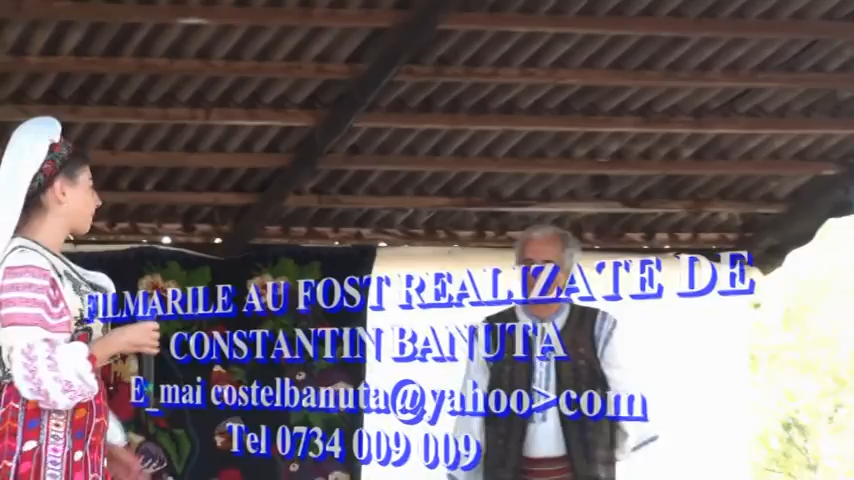 FILMARILE AU FOST REALIZATE DE
CONSTANTIN BANUTA
E_mai costelbanuta@yahoo>com
Tel 0734 009 009